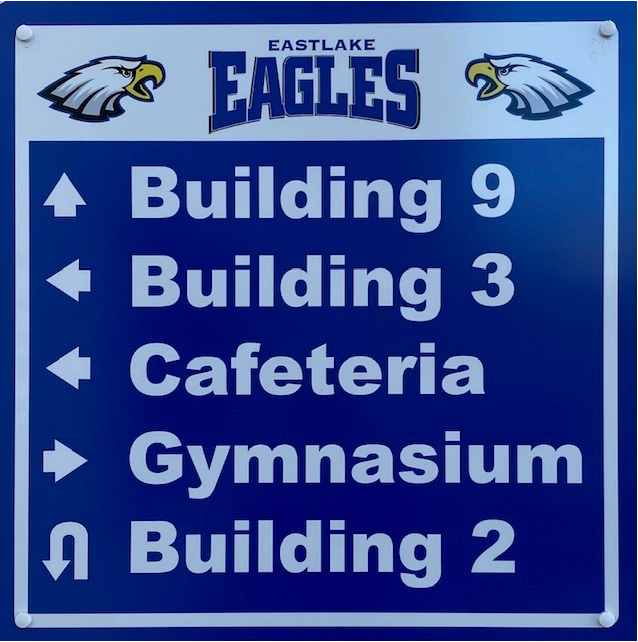 EASTLAKE
EAGLES
Building 9
Building 3
Cafeteria
Gymnasium
Building 2